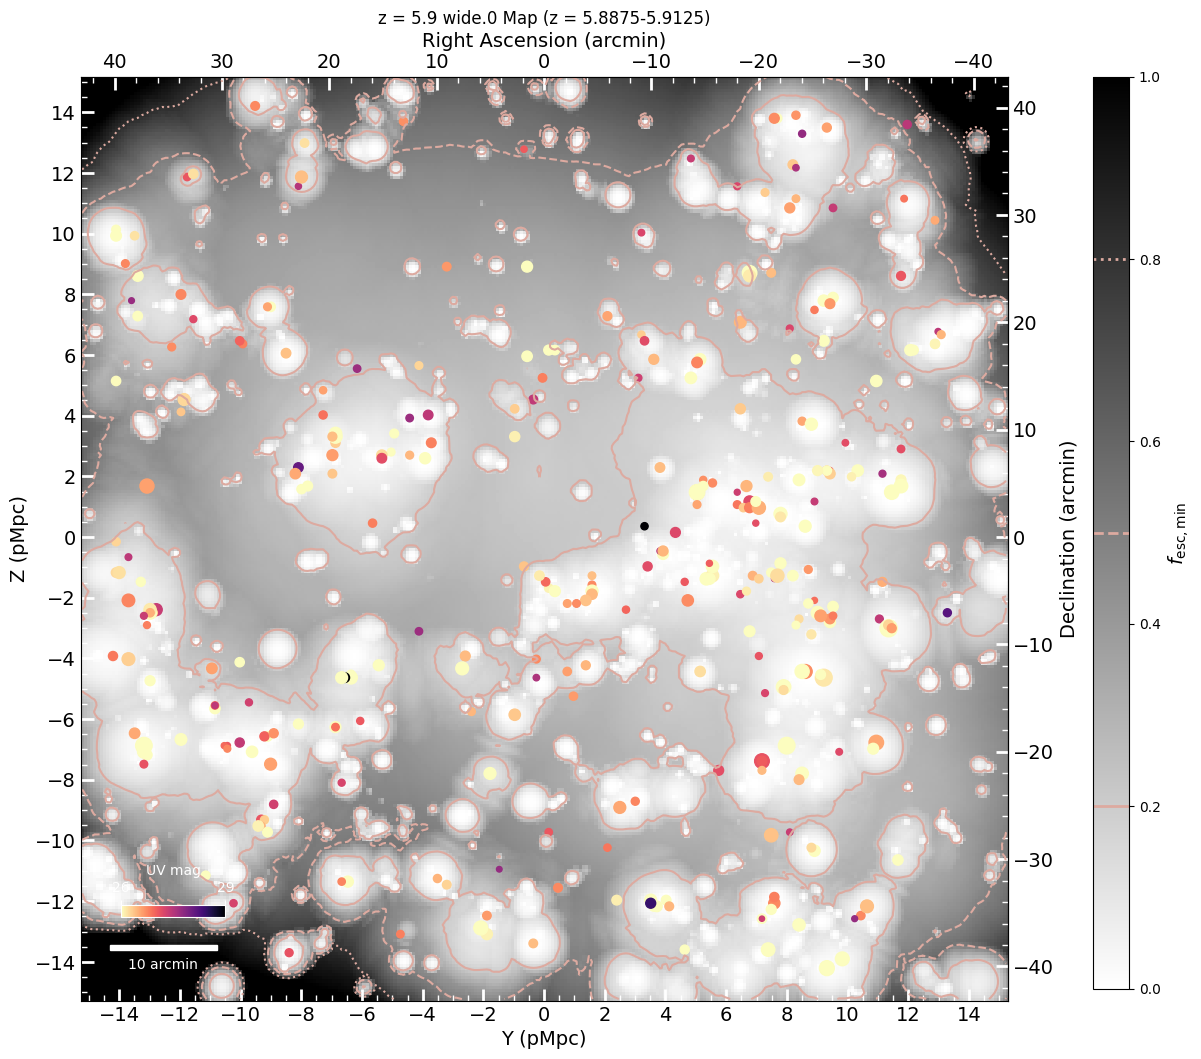 z = 5.9 wide.0 Map (z = 5.8875-5.9125)
Right Ascension (arcmin)
40 30 20 10 0 −10 −20 −30 −40
14 12 10 8 6 4 2 0 −2 −4 −6 −8 −10 −12 −14
Z (pMpc)
40 30 20 10 0 −10 −20 −30 −40
Declination (arcmin)
1.0 0.8 0.6 0.4 0.2 0.0
fesc,min
UV mag
29
10 arcmin
−14 −12 −10 −8 −6 −4 −2 0 2 4 6 8 10 12 14
Y (pMpc)